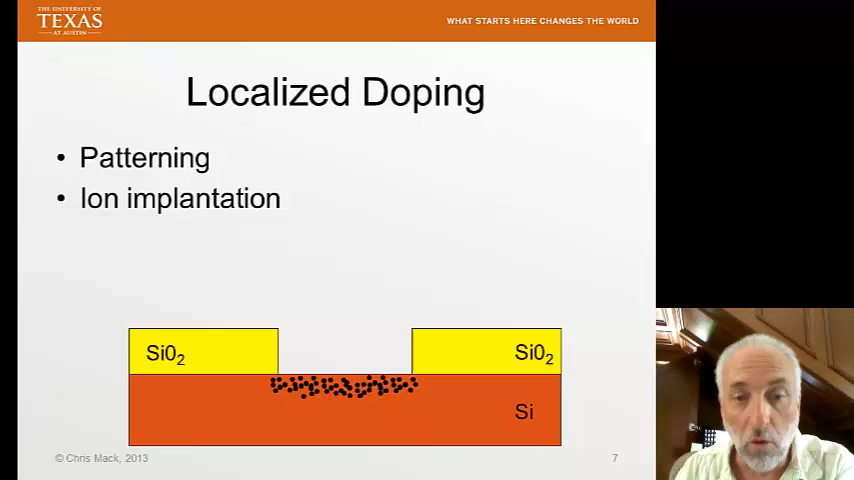 THE UNIVERSITY OF
TEXAS
AT AUSTIN
WHAT STARTS HERE CHANGES THE WORLD
Localized Doping
• Patterning
• Ion implantation
Si0₂
Si0₂
Si
© Chris Mack, 2013
7